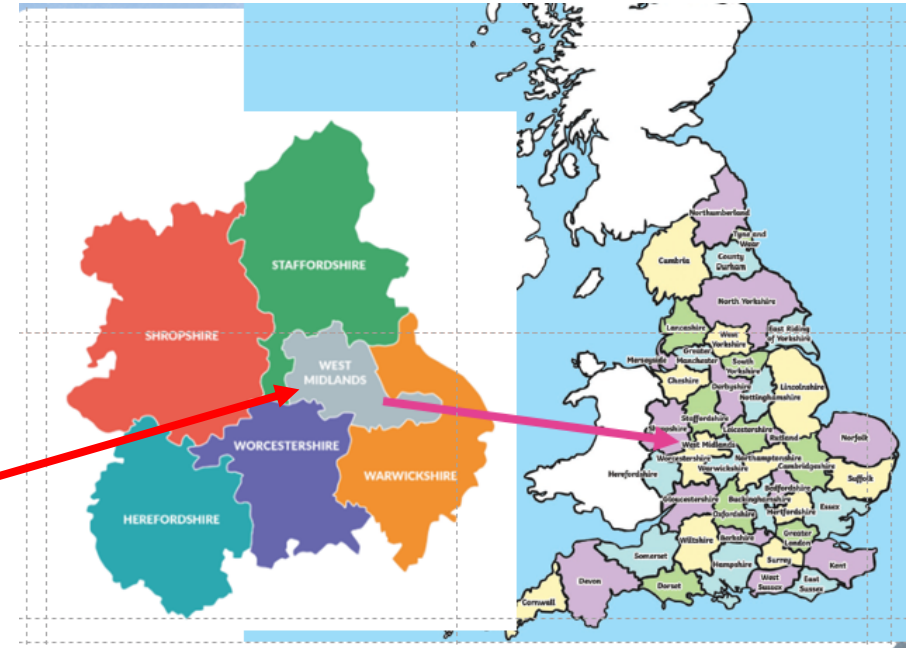 STAFFORDSHIRE
SHROPSHIRE
WEST
MIDLANDS
WORCESTERSHIRE
WARWICKSHIRE
HEREFORDSHIRE
Northumberland
Tyne and
Wear
Cumbria
County
Durham
North Yorkshire
Lancashire
West
Yorkshire
East Riding
of Yorkshire
Merseyside
Greater
Manchester
South
Yorkshire
Cheshire
Derbyshire
Lincolnshire
Nottinghamshire
Staffordshire
Shropshire
Leicestershire
Rutland
Norfolk
West Midlands
Worcestershire
Northamptonshire
Cambridgeshire
Herefordshire
Warwickshire
Suffolk
Bedfordshire
Gloucestershire
Buckinghamshire
Essex
Oxfordshire
Hertfordshire
Wiltshire
Berkshire
Greater
London
Somerset
Hampshire
Surrey
Kent
Devon
Dorset
West
Sussex
East
Sussex
Cornwall